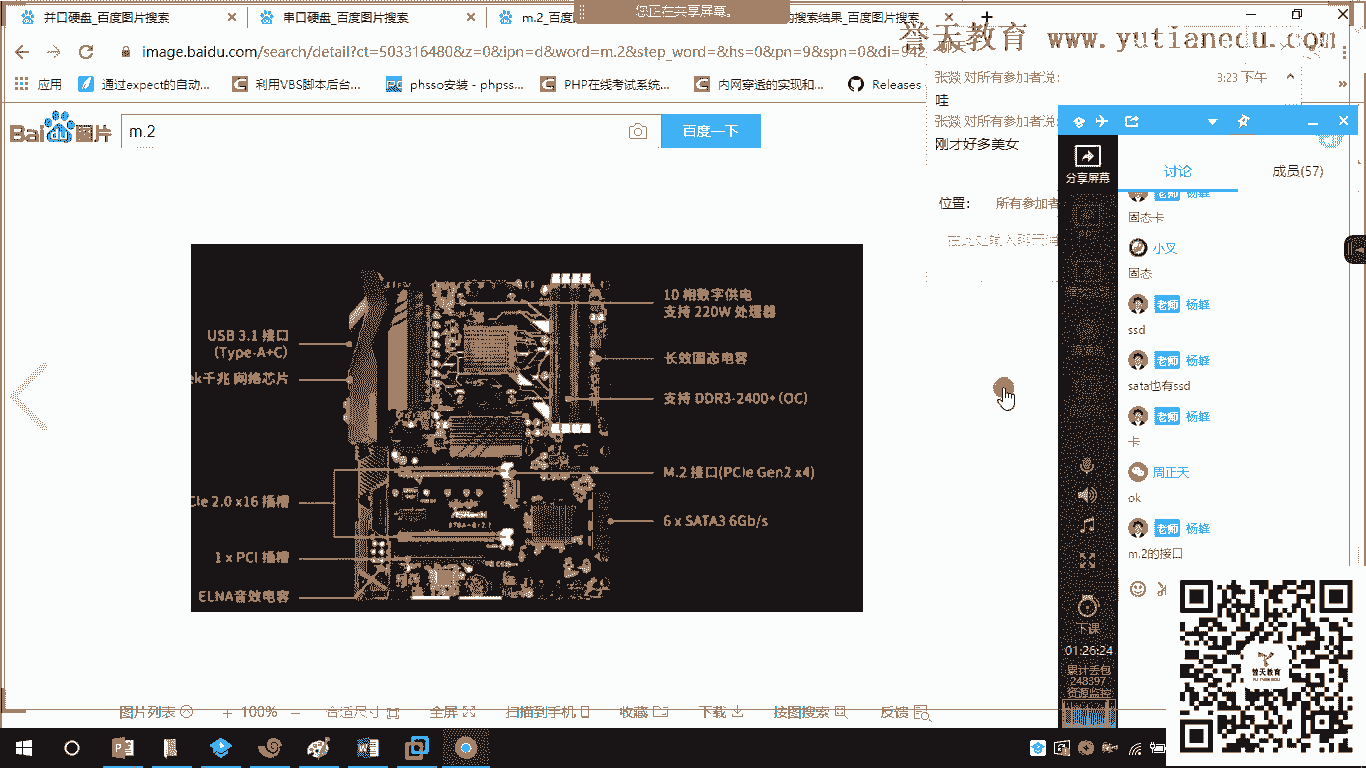 并口硬盘_百度图片搜索
串口硬盘_百度图片搜索
m.2_百度
您正在共享屏幕。
的搜索结果_百度图片搜索
image.baidu.com/search/detail?ct=503316480&z=0&ipn=d&word=m.2&step_word=&hs=0&pn=9&spn=0&di=942
誉天教育 www.yutianedu.com
应用
通过expect的自动...
利用VBS脚本后台...
phsso安装 - phpss...
PHP在线考试系统...
内网穿透的实现和...
Releases
张燚 对所有参加者说:
3:23 下午
哇
张燚 对所有参加者说:
刚才好多美女
位置:
所有参加者
Bai du 图片
m.2
百度一下
分享屏幕
讨论
成员(57)
老师 杨峰
固态卡
小叉
固态
老师 杨峰
ssd
老师 杨峰
sata也有ssd
老师 杨峰
卡
周正天
ok
老师 杨峰
m.2的接口
10 相数字供电
支持 220W 处理器
USB 3.1 接口
(Type-A+C)
长效固态电容
ek千兆 网络芯片
支持 DDR3-2400+(OC)
M.2 接口(PCIe Gen2 x4)
CIe 2.0 x16 插槽
6 x SATA3 6Gb/s
1 x PCI 插槽
ELNA音效电容
下课
01:26:24
累计丢包
248397
资源监控
图片列表
100%
合适尺寸
全屏
扫描到手机
收藏
下载
按图搜索
反馈
誉天教育